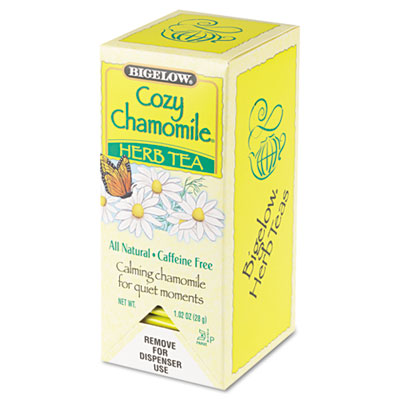 BIGELOW®
Cozy
Chamomile®
HERB TEA
All Natural • Caffeine Free
Calming chamomile
for quiet moments
NET WT. 1.02 OZ (28 g)
REMOVE
FOR
DISPENSER
USE
P
Bigelow®
Herb Teas